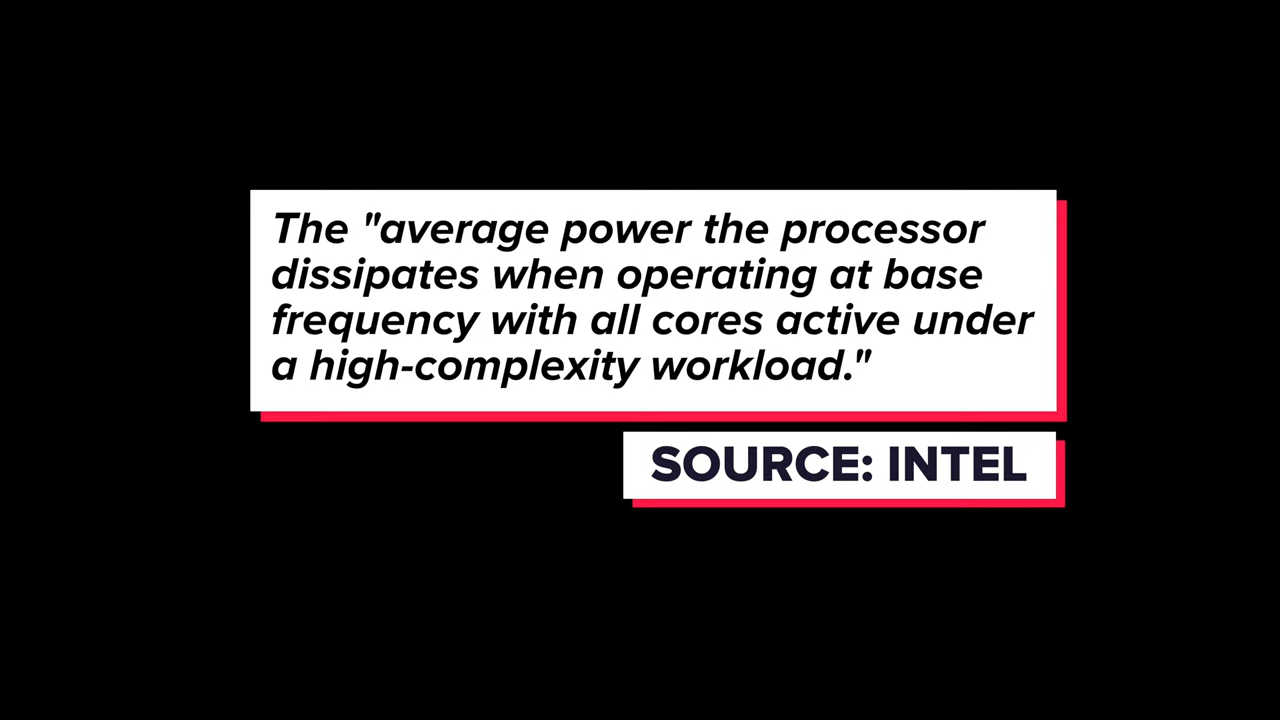 The "average power the processor
dissipates when operating at base
frequency with all cores active under
a high-complexity workload."
SOURCE: INTEL